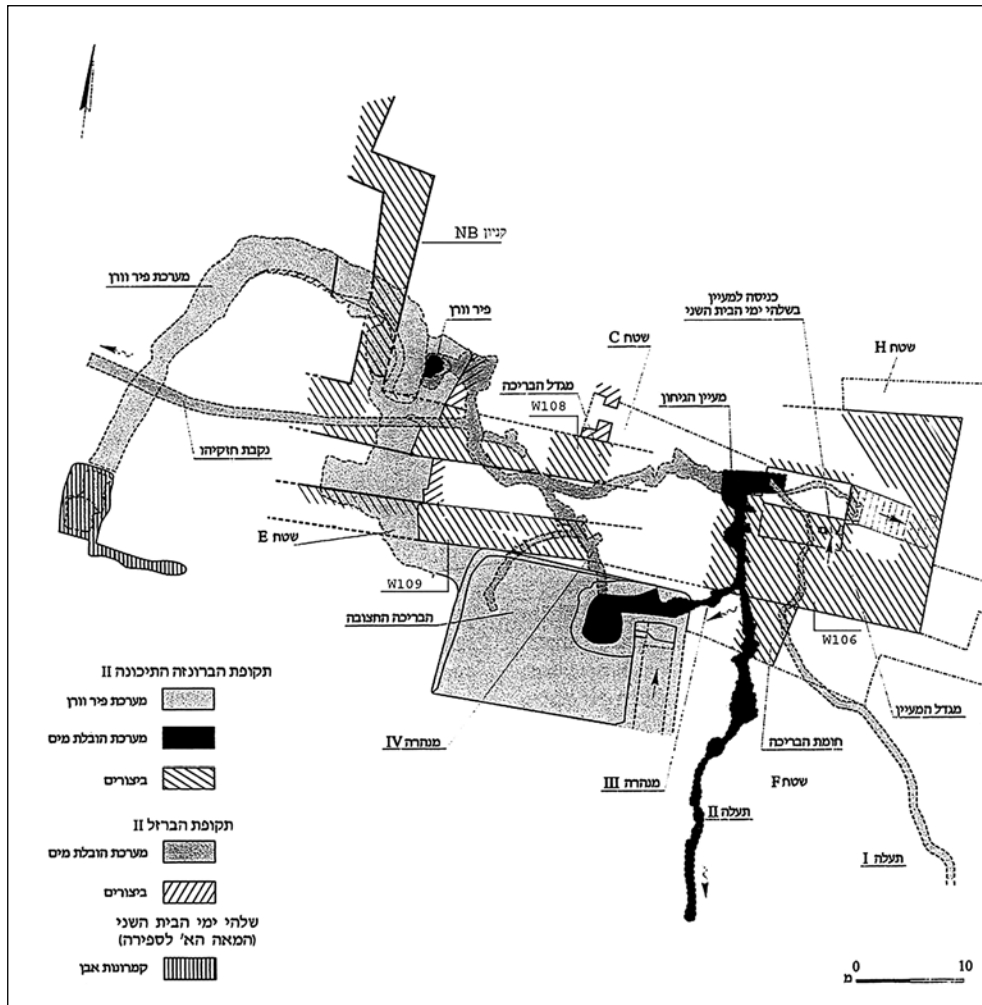 קניון NB
מערכת פיר וורן
פיר וורן
כניסה למעיין
בשלהי ימי הבית השני
שטח C
שטח H
מגדל הבריכה
W108
מעיין הגיחון
נקבת חזקיהו
שטח E
W109
הבריכה החצובה
W106
מגדל המעיין
חומת הבריכה
מנהרה IV
מנהרה III
שטח F
תעלה II
תעלה I
תקופת הברונזה התיכונה II
מערכת פיר וורן
מערכת הובלת מים
ביצורים
תקופת הברזל II
מערכת הובלת מים
ביצורים
שלהי ימי הבית השני
(המאה הא' לספירה)
קמרונות אבן
0 10
מ